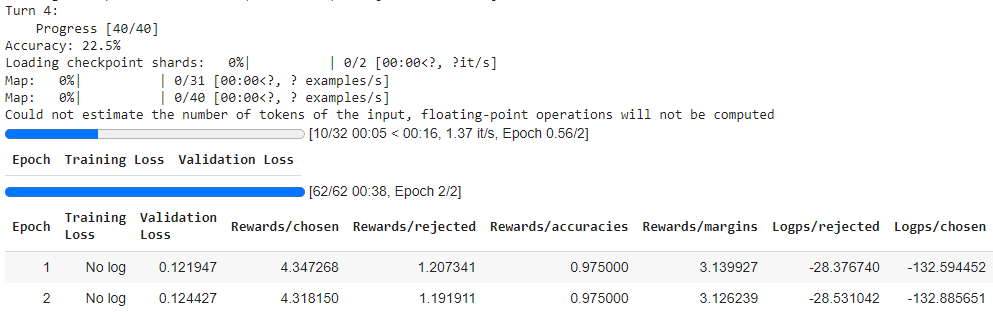 Turn 4:
Progress [40/40]
Accuracy: 22.5%
Loading checkpoint shards:   0%|          | 0/2 [00:00<?, ?it/s]
Map:   0%|          | 0/31 [00:00<?, ? examples/s]
Map:   0%|          | 0/40 [00:00<?, ? examples/s]
Could not estimate the number of tokens of the input, floating-point operations will not be computed
[10/32 00:05 < 00:16, 1.37 it/s, Epoch 0.56/2]
Epoch Training Loss Validation Loss
[62/62 00:38, Epoch 2/2]
Epoch Training Loss Validation Loss Rewards/chosen Rewards/rejected Rewards/accuracies Rewards/margins Logps/rejected Logps/chosen
1 No log 0.121947 4.347268 1.207341 0.975000 3.139927 -28.376740 -132.594452
2 No log 0.124427 4.318150 1.191911 0.975000 3.126239 -28.531042 -132.885651